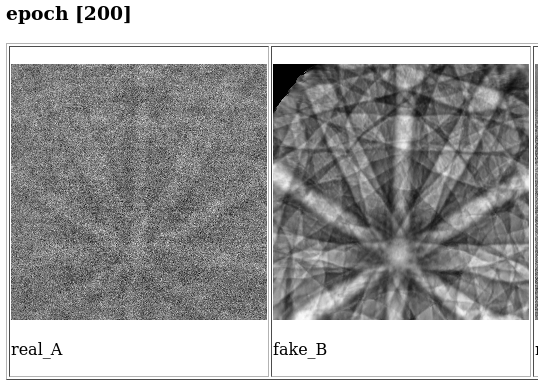 epoch [200]
real_A
fake_B